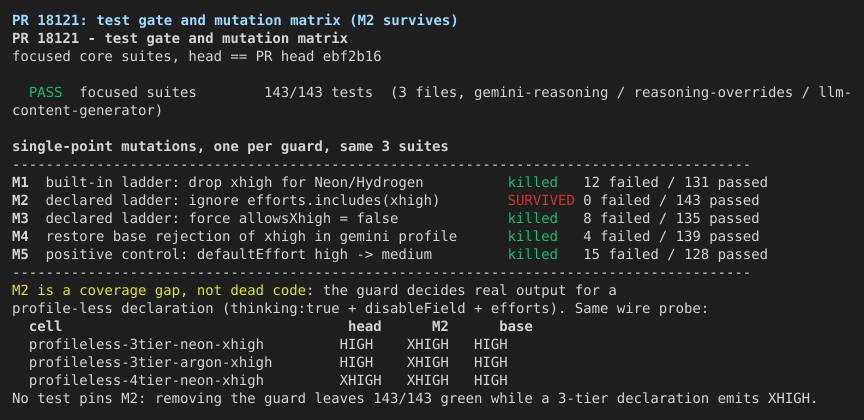 PR 18121: test gate and mutation matrix (M2 survives)
PR 18121 - test gate and mutation matrix
focused core suites, head == PR head ebf2b16
PASS  focused suites        143/143 tests  (3 files, gemini-reasoning / reasoning-overrides / llm-
content-generator)
single-point mutations, one per guard, same 3 suites
----------------------------------------------------------------------------------------
M1  built-in ladder: drop xhigh for Neon/Hydrogen          killed   12 failed / 131 passed
M2  declared ladder: ignore efforts.includes(xhigh)        SURVIVED 0 failed / 143 passed
M3  declared ladder: force allowsXhigh = false             killed   8 failed / 135 passed
M4  restore base rejection of xhigh in gemini profile      killed   4 failed / 139 passed
M5  positive control: defaultEffort high -> medium         killed   15 failed / 128 passed
----------------------------------------------------------------------------------------
M2 is a coverage gap, not dead code: the guard decides real output for a
profile-less declaration (thinking:true + disableField + efforts). Same wire probe:
cell                                  head      M2      base
profileless-3tier-neon-xhigh         HIGH    XHIGH   HIGH
profileless-3tier-argon-xhigh        HIGH    XHIGH   HIGH
profileless-4tier-neon-xhigh         XHIGH   XHIGH   HIGH
No test pins M2: removing the guard leaves 143/143 green while a 3-tier declaration emits XHIGH.